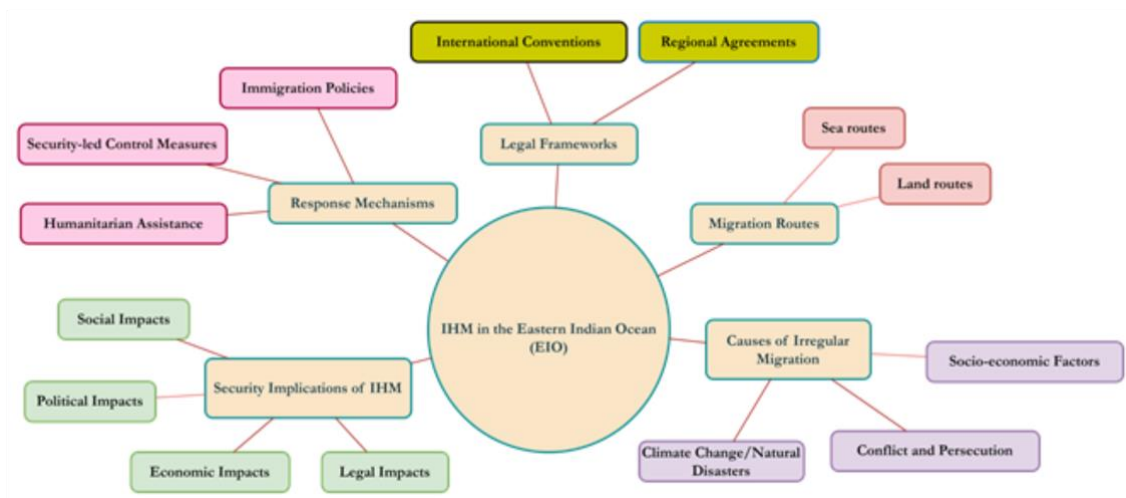 International Conventions
Regional Agreements
Immigration Policies
Sea routes
Security-led Control Measures
Legal Frameworks
Land routes
Response Mechanisms
Humanitarian Assistance
Migration Routes
Social Impacts
IHM in the Eastern Indian Ocean
(EIO)
Causes of Irregular
Migration
Socio-economic Factors
Security Implications of IHM
Political Impacts
Climate Change/Natural
Disasters
Conflict and Persecution
Economic Impacts
Legal Impacts